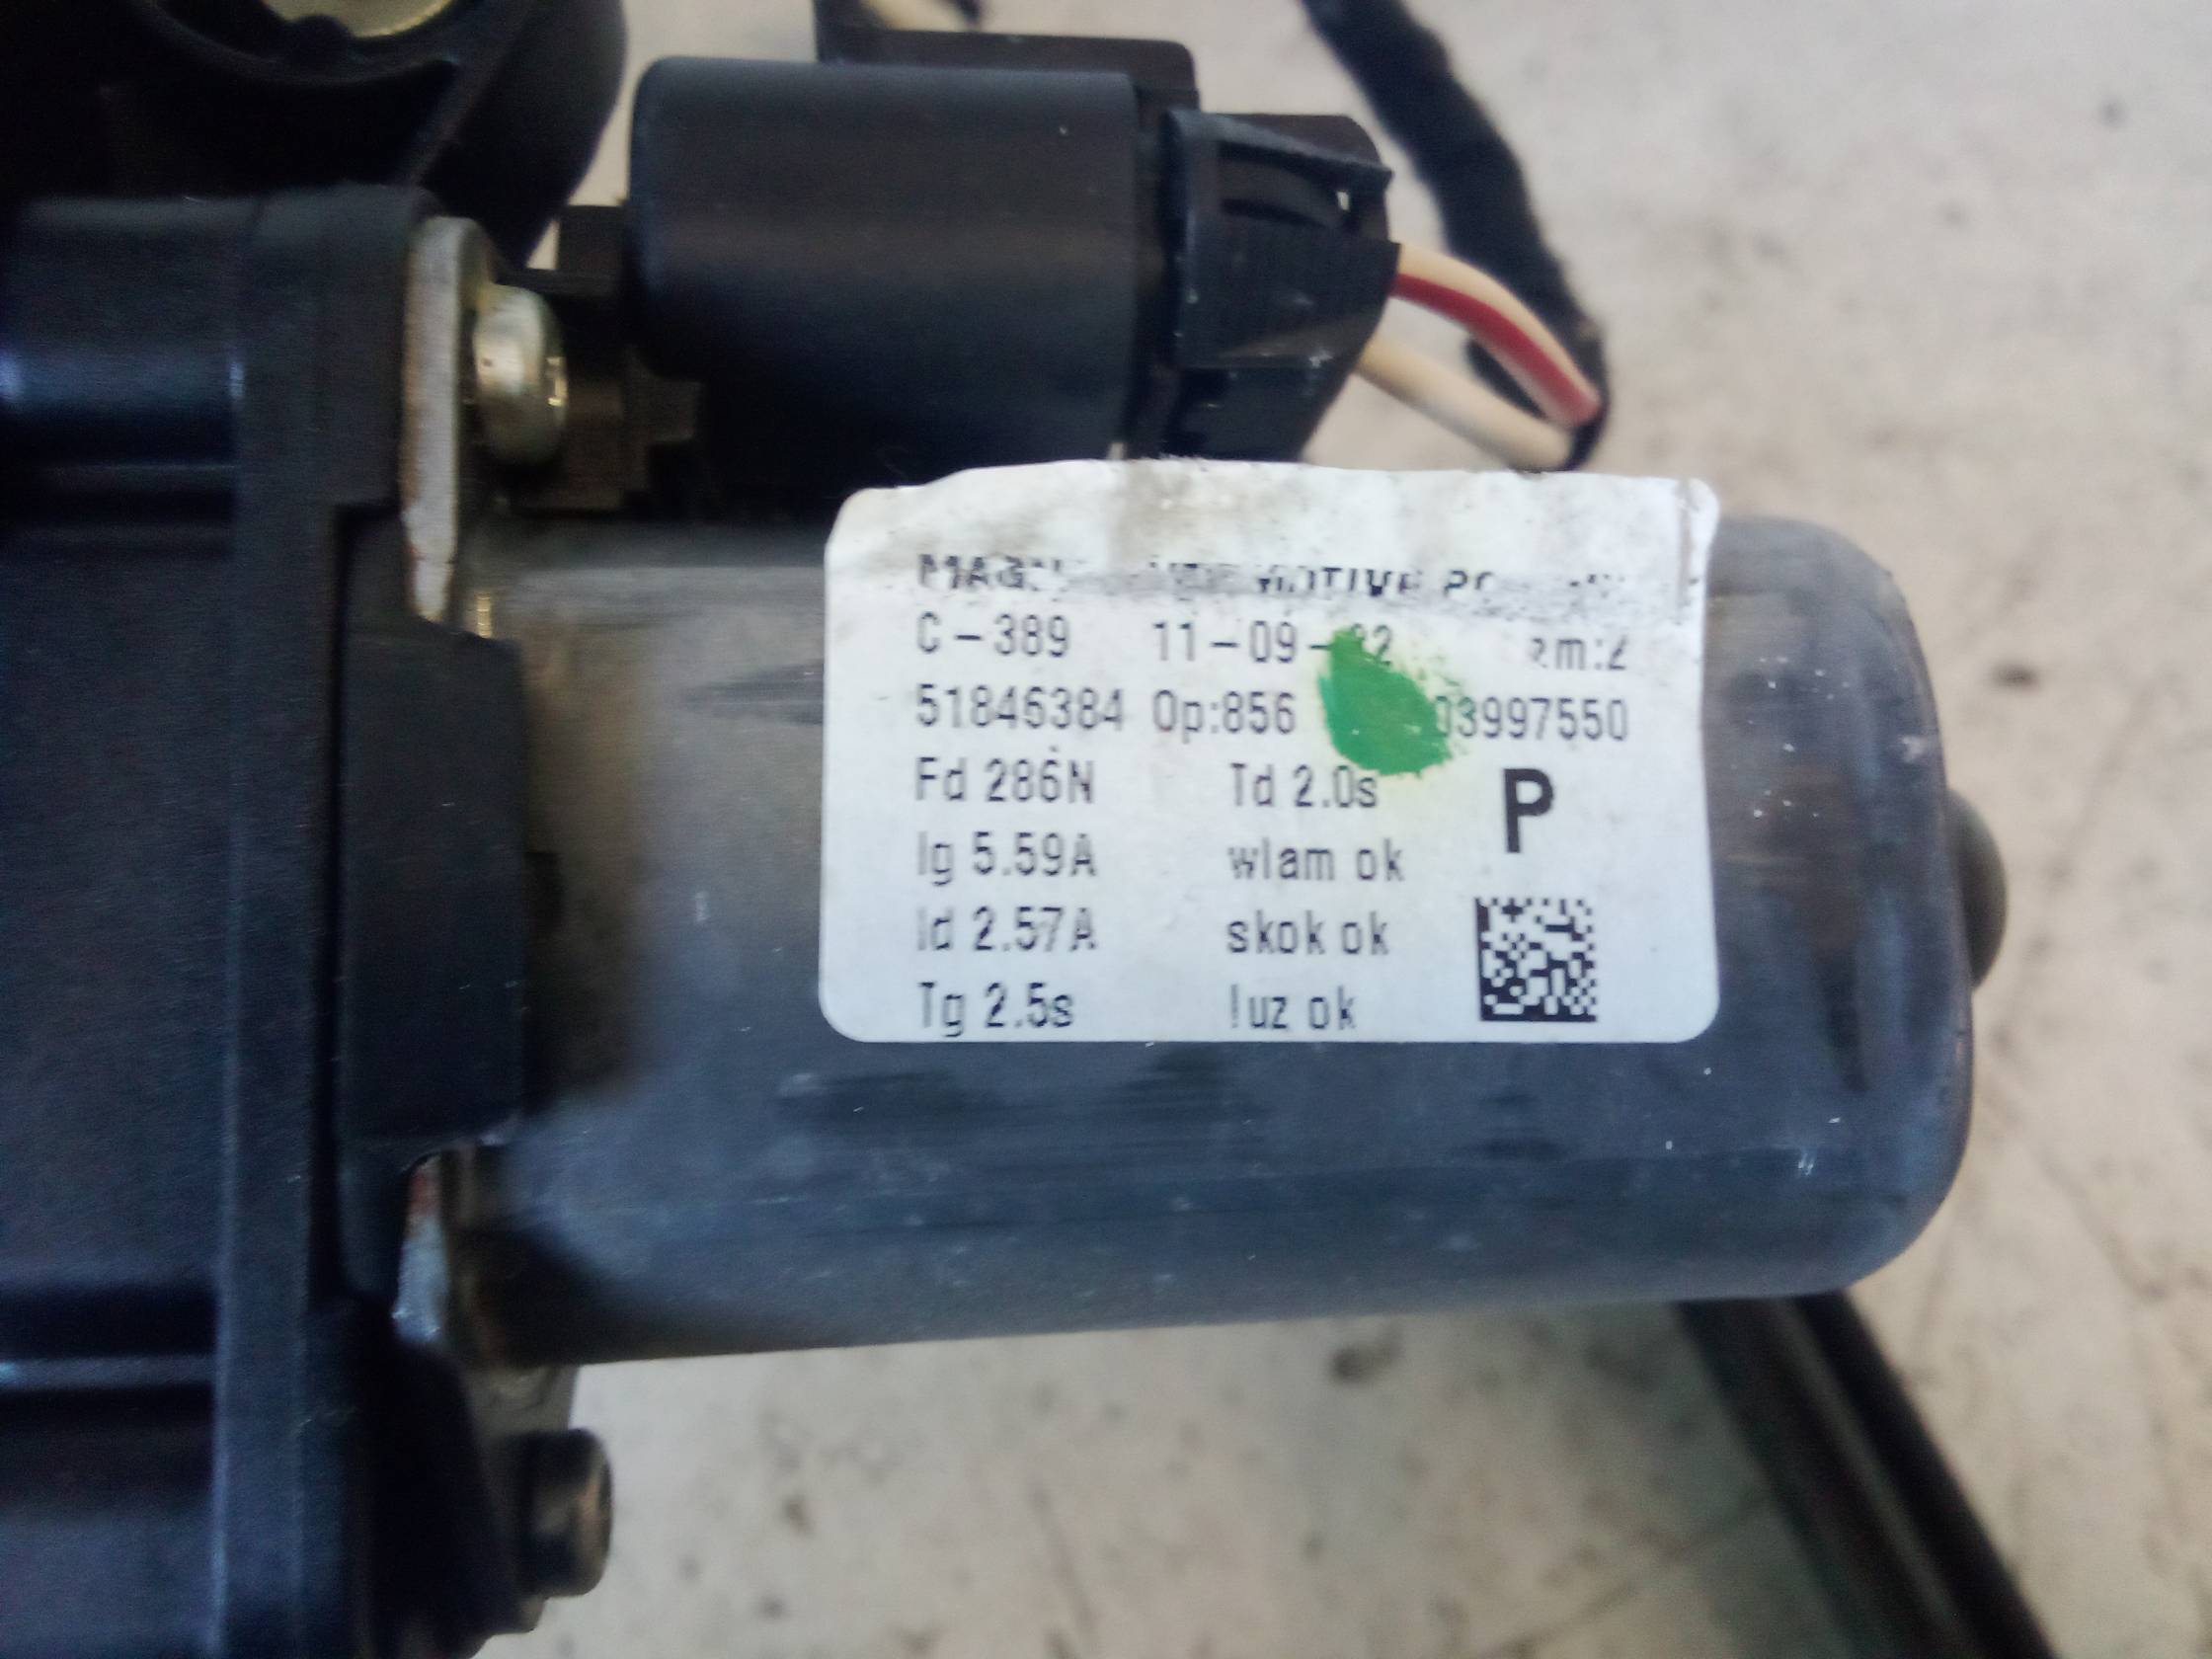 C-389 11-09-
51846384 Op:856 03997550
Fd 286N Td 2.0s P
Ig 5.59A wlam ok
Id 2.57A skok ok
Tg 2.5s luz ok